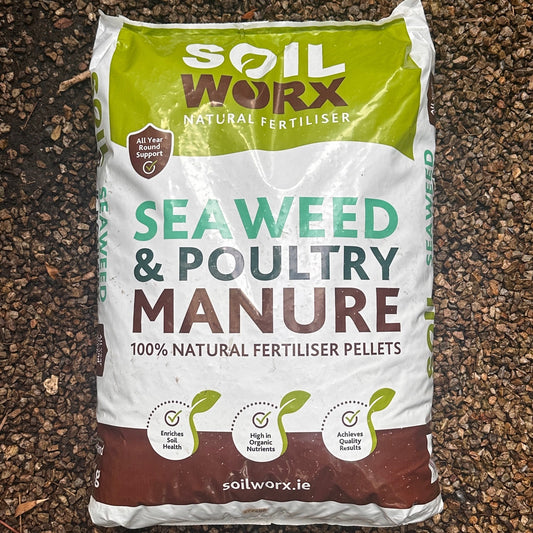 SOIL
WORX
NATURAL FERTILISER
All Year
Round
Support
SEAWEED
& POULTRY
MANURE
100% NATURAL FERTILISER PELLETS
Enriches
Soil
Health
High in
Organic
Nutrients
Achieves
Quality
Results
soilworx.ie
SOIL
SEAWEED
SEAWEED
SOIL